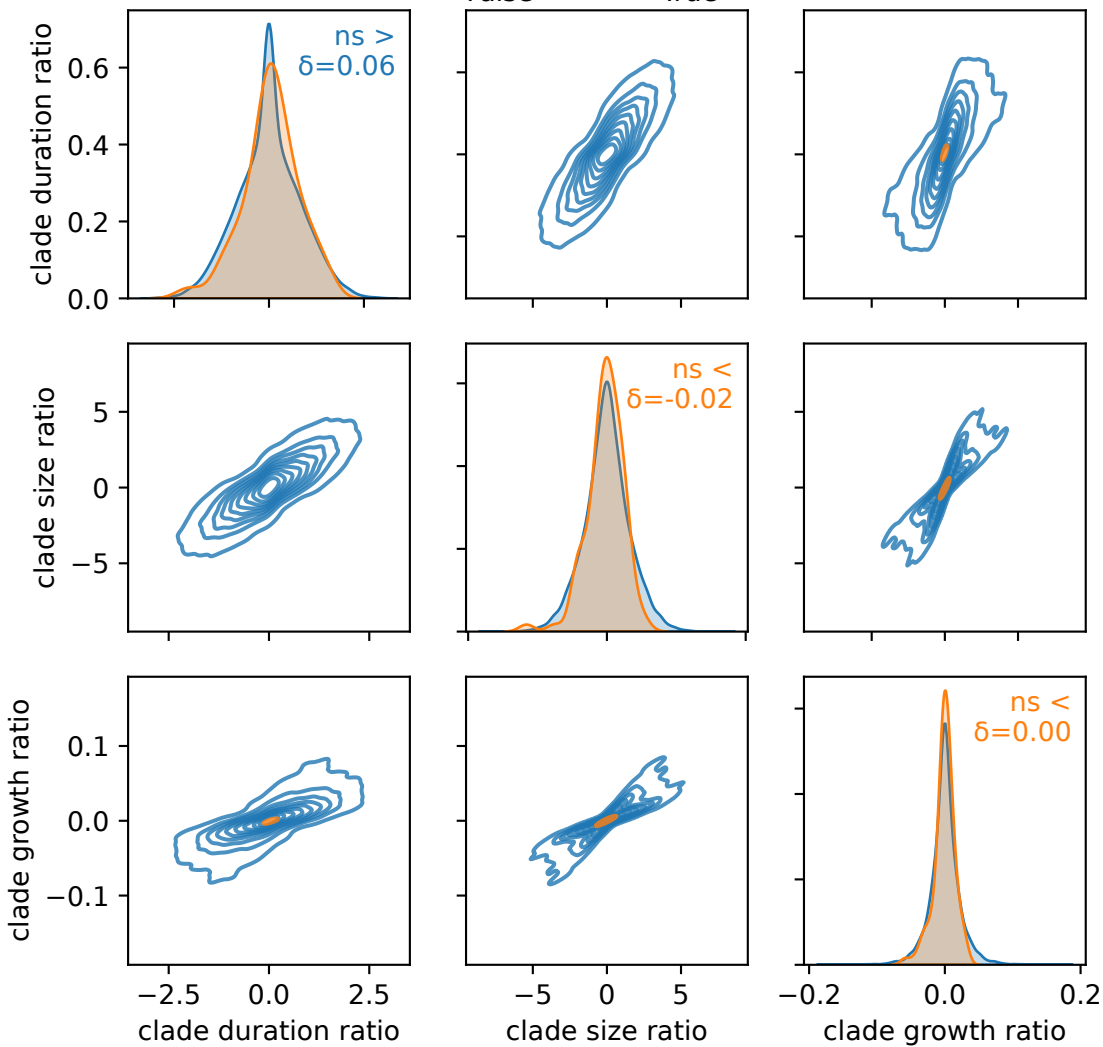 clade duration ratio
0.6
0.4
0.2
0.0
ns >
δ=0.06
clade size ratio
5
0
−5
ns <
δ=-0.02
clade growth ratio
0.1
0.0
−0.1
ns <
δ=0.00
−2.5
0.0
2.5
−5
0
5
−0.2
0.0
0.2
clade duration ratio
clade size ratio
clade growth ratio